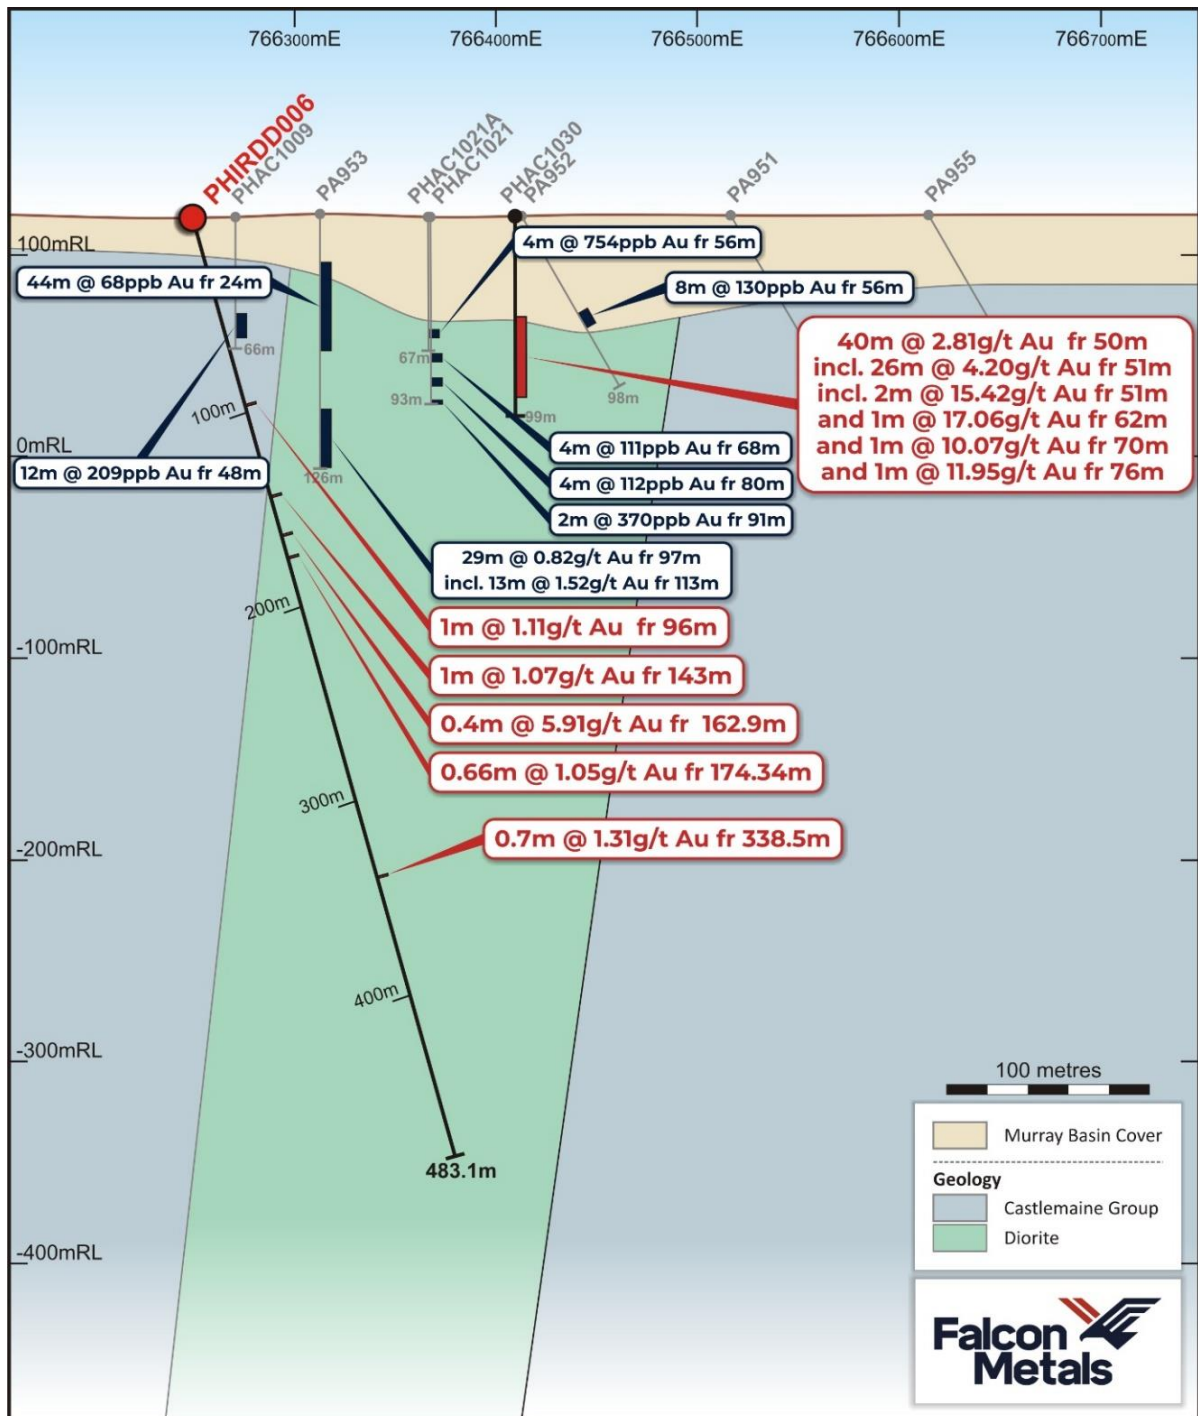 766300mE
766400mE
766500mE
766600mE
766700mE
PHIRDD006
PHAC1009
PA953
PHAC1021A
PHAC1021
PHAC1030
PA952
PA951
PA955
100mRL
4m @ 754ppb Au fr 56m
44m @ 68ppb Au fr 24m
8m @ 130ppb Au fr 56m
66m
67m
93m
99m
98m
40m @ 2.81g/t Au fr 50m
incl. 26m @ 4.20g/t Au fr 51m
incl. 2m @ 15.42g/t Au fr 51m
and 1m @ 17.06g/t Au fr 62m
and 1m @ 10.07g/t Au fr 70m
and 1m @ 11.95g/t Au fr 76m
100m
0mRL
12m @ 209ppb Au fr 48m
126m
4m @ 111ppb Au fr 68m
4m @ 112ppb Au fr 80m
2m @ 370ppb Au fr 91m
29m @ 0.82g/t Au fr 97m
incl. 13m @ 1.52g/t Au fr 113m
200m
1m @ 1.11g/t Au fr 96m
-100mRL
1m @ 1.07g/t Au fr 143m
0.4m @ 5.91g/t Au fr 162.9m
0.66m @ 1.05g/t Au fr 174.34m
300m
0.7m @ 1.31g/t Au fr 338.5m
-200mRL
400m
-300mRL
483.1m
-400mRL
100 metres
Murray Basin Cover
Geology
Castlemaine Group
Diorite
Falcon
Metals